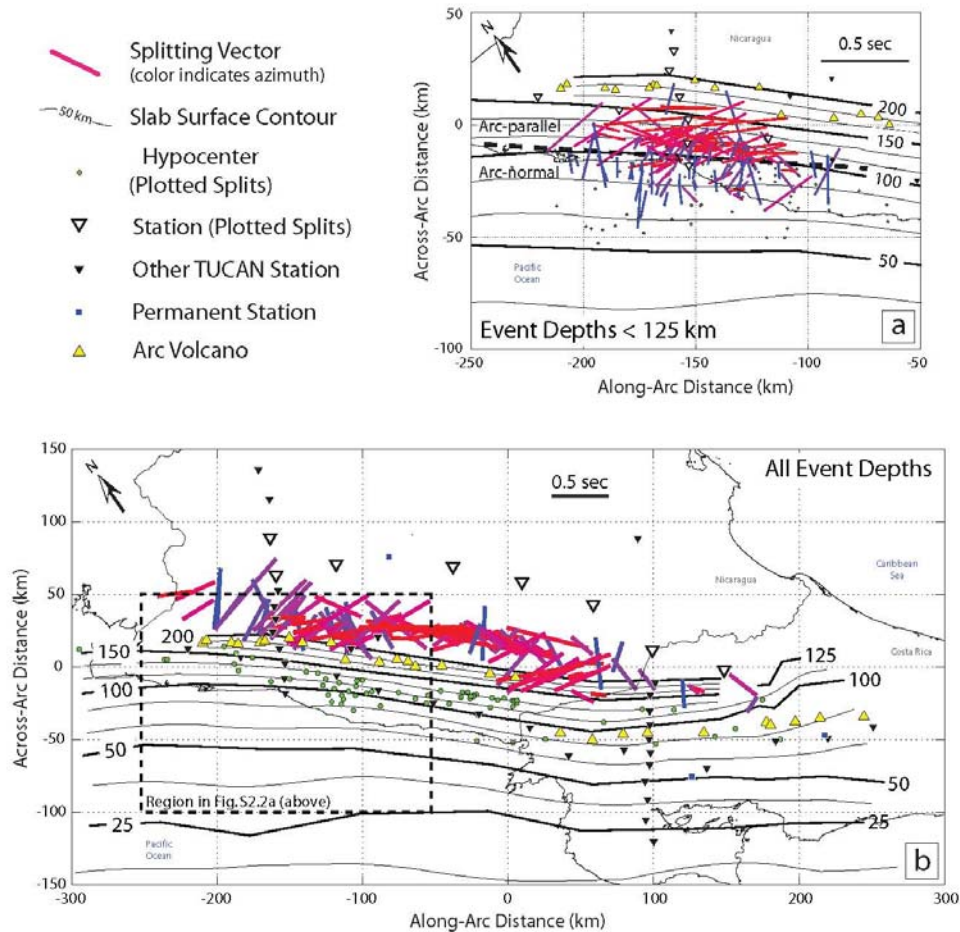 Splitting Vector
(color indicates azimuth)
50 km
Slab Surface Contour
Hypocenter
(Plotted Splits)
Station (Plotted Splits)
Other TUCAN Station
Permanent Station
Arc Volcano
50
0
-50
-100
Across-Arc Distance (km)
N
Nicaragua
0.5 sec
200
Arc-parallel
150
Arc-normal
100
50
Pacific
Ocean
Event Depths < 125 km
a
-250
-200
-150
-100
-50
Along-Arc Distance (km)
150
100
50
0
-50
-100
-150
Across-Arc Distance (km)
N
0.5 sec
All Event Depths
Caribbean
Sea
Nicaragua
Costa Rica
200
150
125
100
100
50
50
Region in Fig.S2.2a (above)
25
25
Pacific
Ocean
b
-300
-200
-100
0
100
200
300
Along-Arc Distance (km)